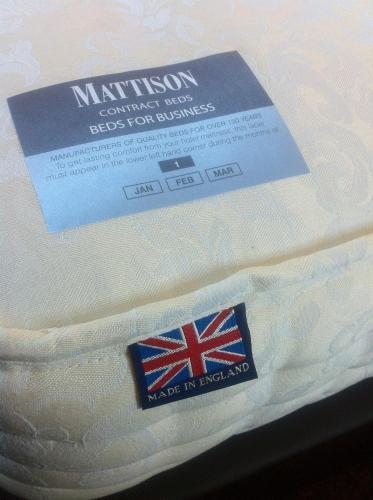 MATTISON
CONTRACT BEDS
BEDS FOR BUSINESS
MANUFACTURERS OF QUALITY BEDS FOR OVER 130 YEARS
To get lasting comfort from your hotel mattress, this label
must appear in the lower left hand corner during the months of
1
JAN FEB MAR
MADE IN ENGLAND